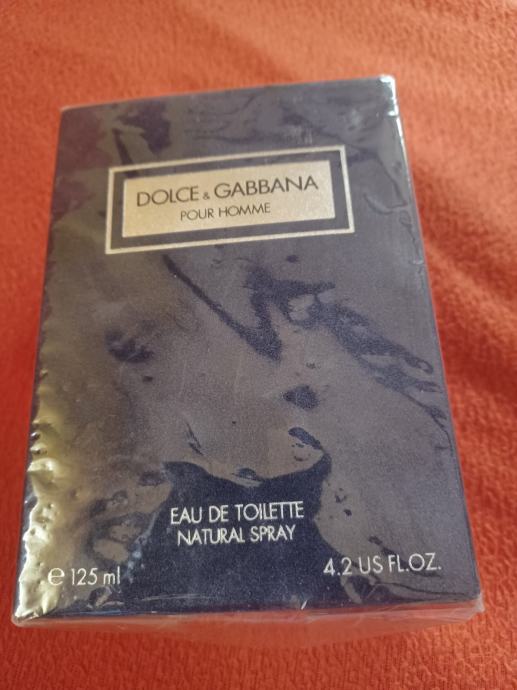 DOLCE & GABBANA
POUR HOMME
EAU DE TOILETTE
NATURAL SPRAY
℮ 125 ml
4.2 US FL.OZ.